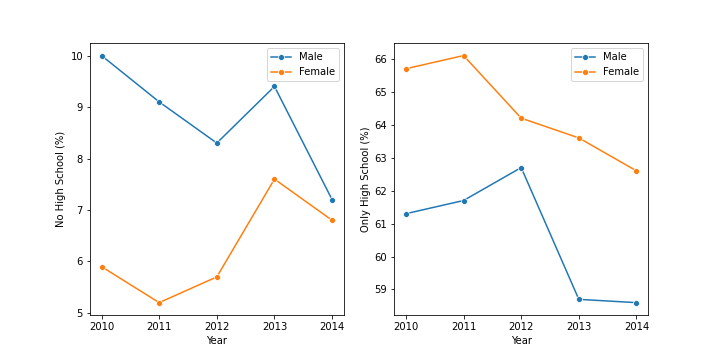 No High School (%)
10
9
8
7
6
5
Male
Female
2010 2011 2012 2013 2014
Year
Only High School (%)
66
65
64
63
62
61
60
59
Male
Female
2010 2011 2012 2013 2014
Year